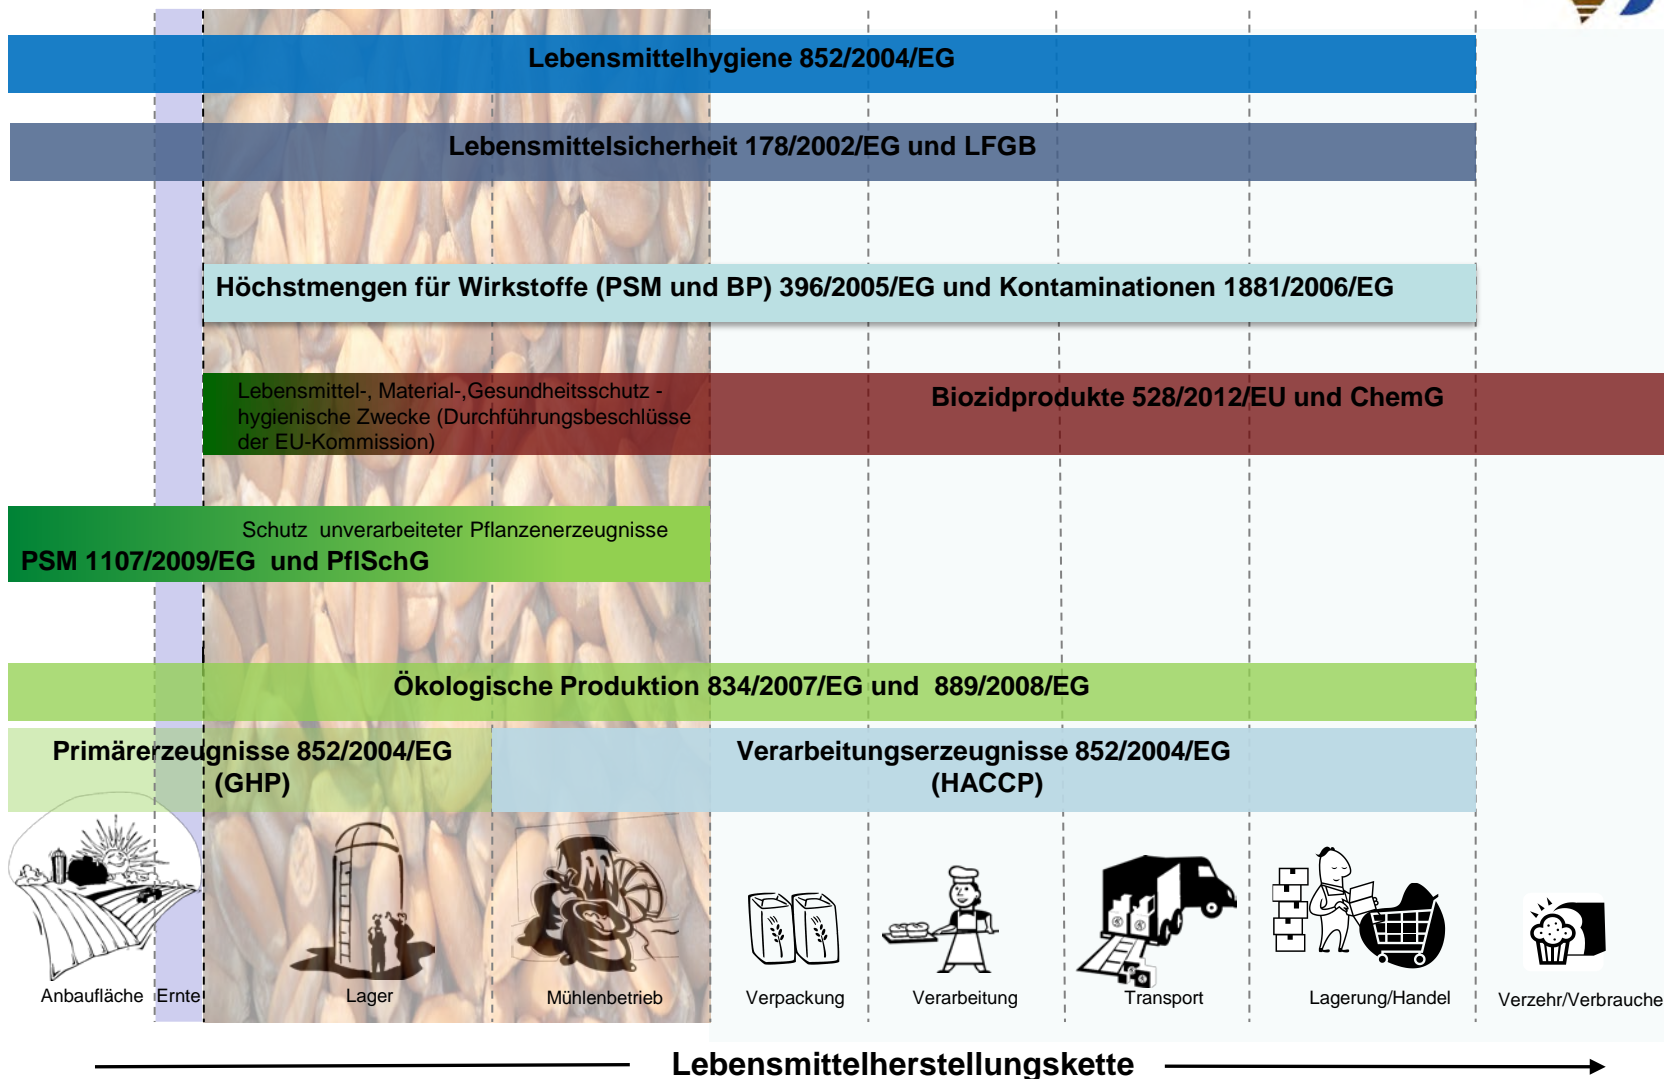 Lebensmittelhygiene 852/2004/EG
Lebensmittelsicherheit 178/2002/EG und LFGB
Höchstmengen für Wirkstoffe (PSM und BP) 396/2005/EG und Kontaminationen 1881/2006/EG
Lebensmittel-, Material-,Gesundheitsschutz -
hygienische Zwecke (Durchführungsbeschlüsse
der EU-Kommission)
Biozidprodukte 528/2012/EU und ChemG
Schutz unverarbeiteter Pflanzenerzeugnisse
PSM 1107/2009/EG und PflSchG
Ökologische Produktion 834/2007/EG und 889/2008/EG
Primärerzeugnisse 852/2004/EG
(GHP)
Verarbeitungserzeugnisse 852/2004/EG
(HACCP)
Anbaufläche
Ernte
Lager
Mühlenbetrieb
Verpackung
Verarbeitung
Transport
Lagerung/Handel
Verzehr/Verbrauche
Lebensmittelherstellungskette